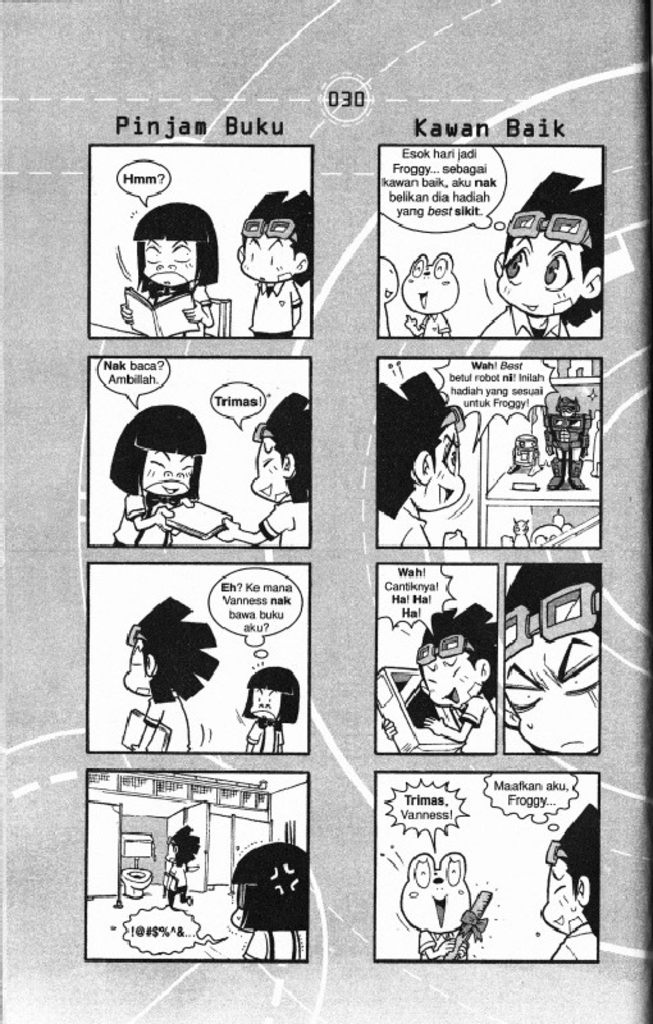 030
Pinjam Buku
Hmm?
Nak baca?
Ambillah.
Trimas!
Eh? Ke mana
Vanness nak
bawa buku
aku?
!@#$%^&...
Kawan Baik
Esok hari jadi
Froggy... sebagai
kawan baik, aku nak
belikan dia hadiah
yang best sikit.
Wah! Best
betul robot ni! Inilah
hadiah yang sesuai
untuk Froggy!
Wah!
Cantiknya!
Ha! Ha!
Ha!
Trimas,
Vanness!
Maafkan aku,
Froggy...